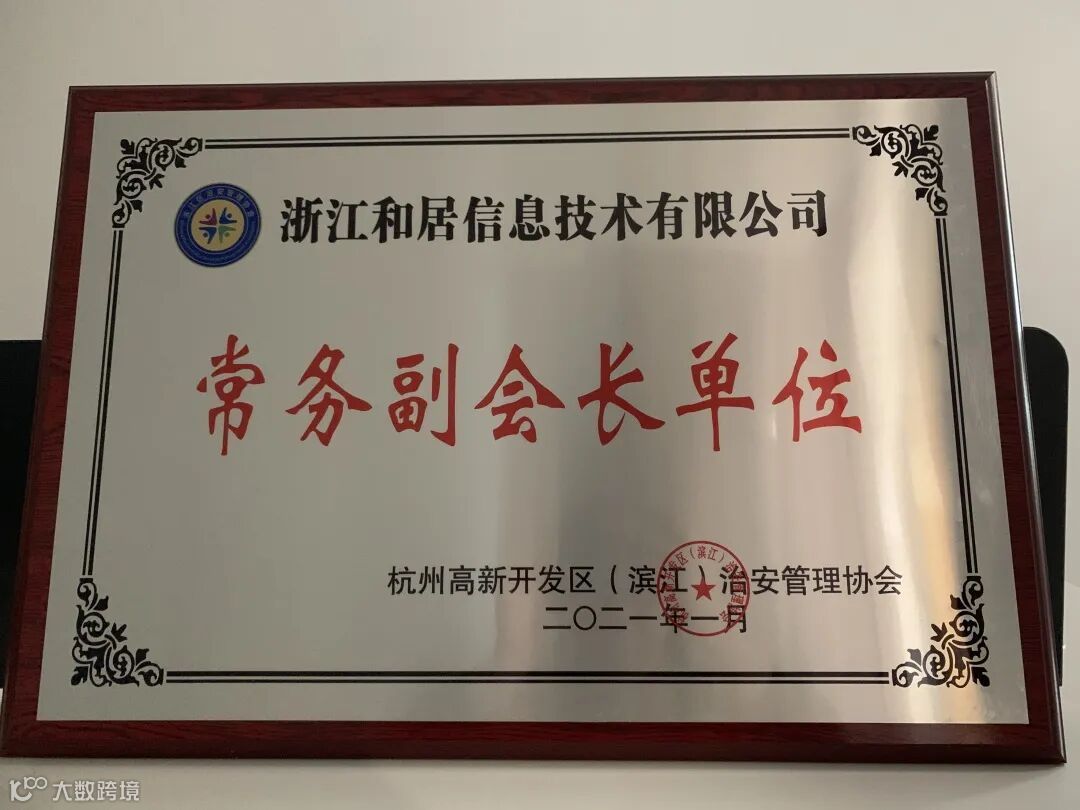 浙江和居信息技术有限公司
常务副会长单位
杭州高新开发区（滨江）治安管理协会
二〇二一年一月
大数跨境